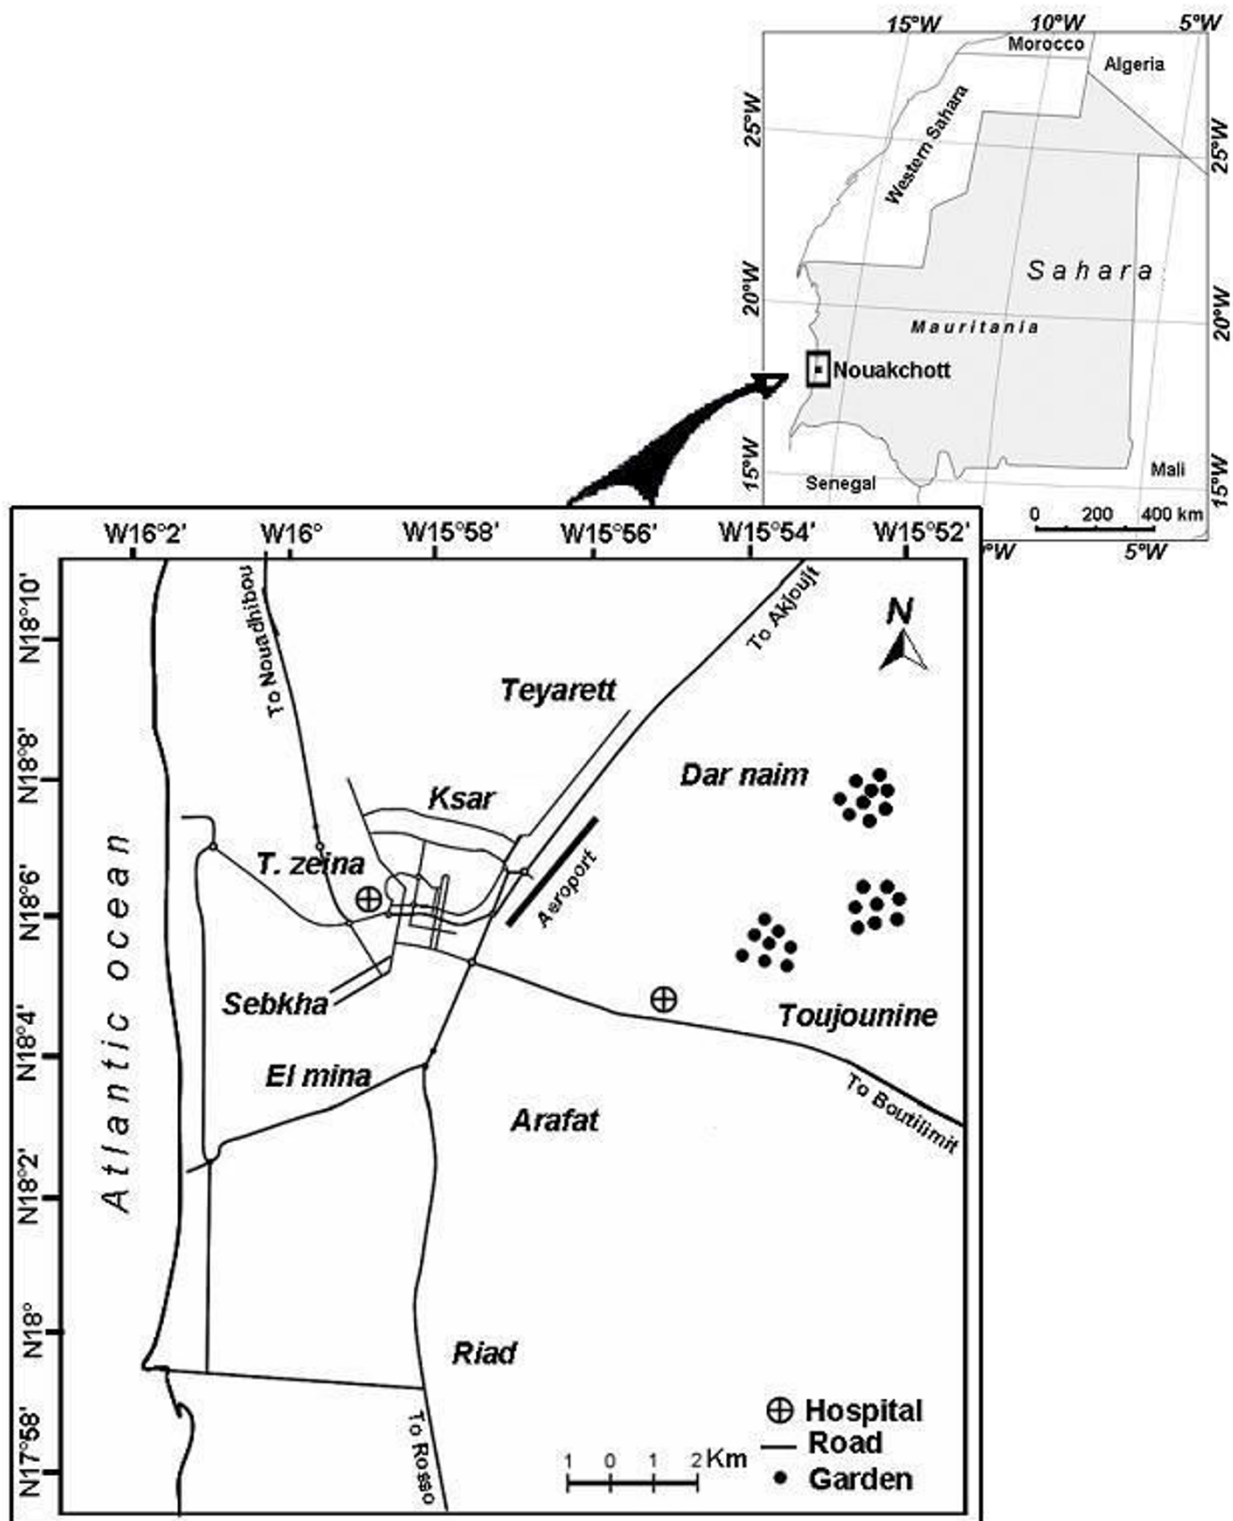 15°W 10°W 5°W
Morocco
Algeria
25°W
Western Sahara
25°W
Sahara
20°W
Mauritania
20°W
Nouakchott
15°W
Senegal
Mali
15°W
0 200 400 km
°W 5°W
W16°2' W16° W15°58' W15°56' W15°54' W15°52'
N18°10'
To Nouadhibou
To Akjoujt
N
Teyarett
N18°8'
Dar naim
Ksar
T. zeina
Aeroport
N18°6'
Atlantic ocean
Sebkha
Toujounine
N18°4'
El mina
To Boutilimit
Arafat
N18°2'
N18°
Riad
Hospital
To Rosso
Road
1 0 1 2 Km
Garden
N17°58'